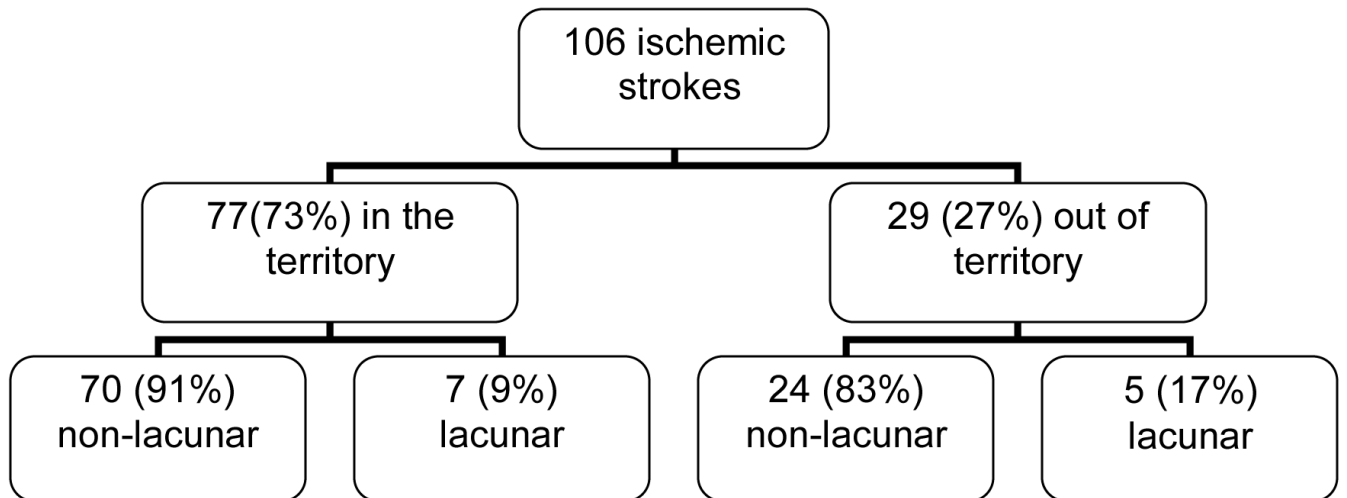 106 ischemic
strokes
77(73%) in the
territory
29 (27%) out of
territory
70 (91%)
non-lacunar
7 (9%)
lacunar
24 (83%)
non-lacunar
5 (17%)
lacunar